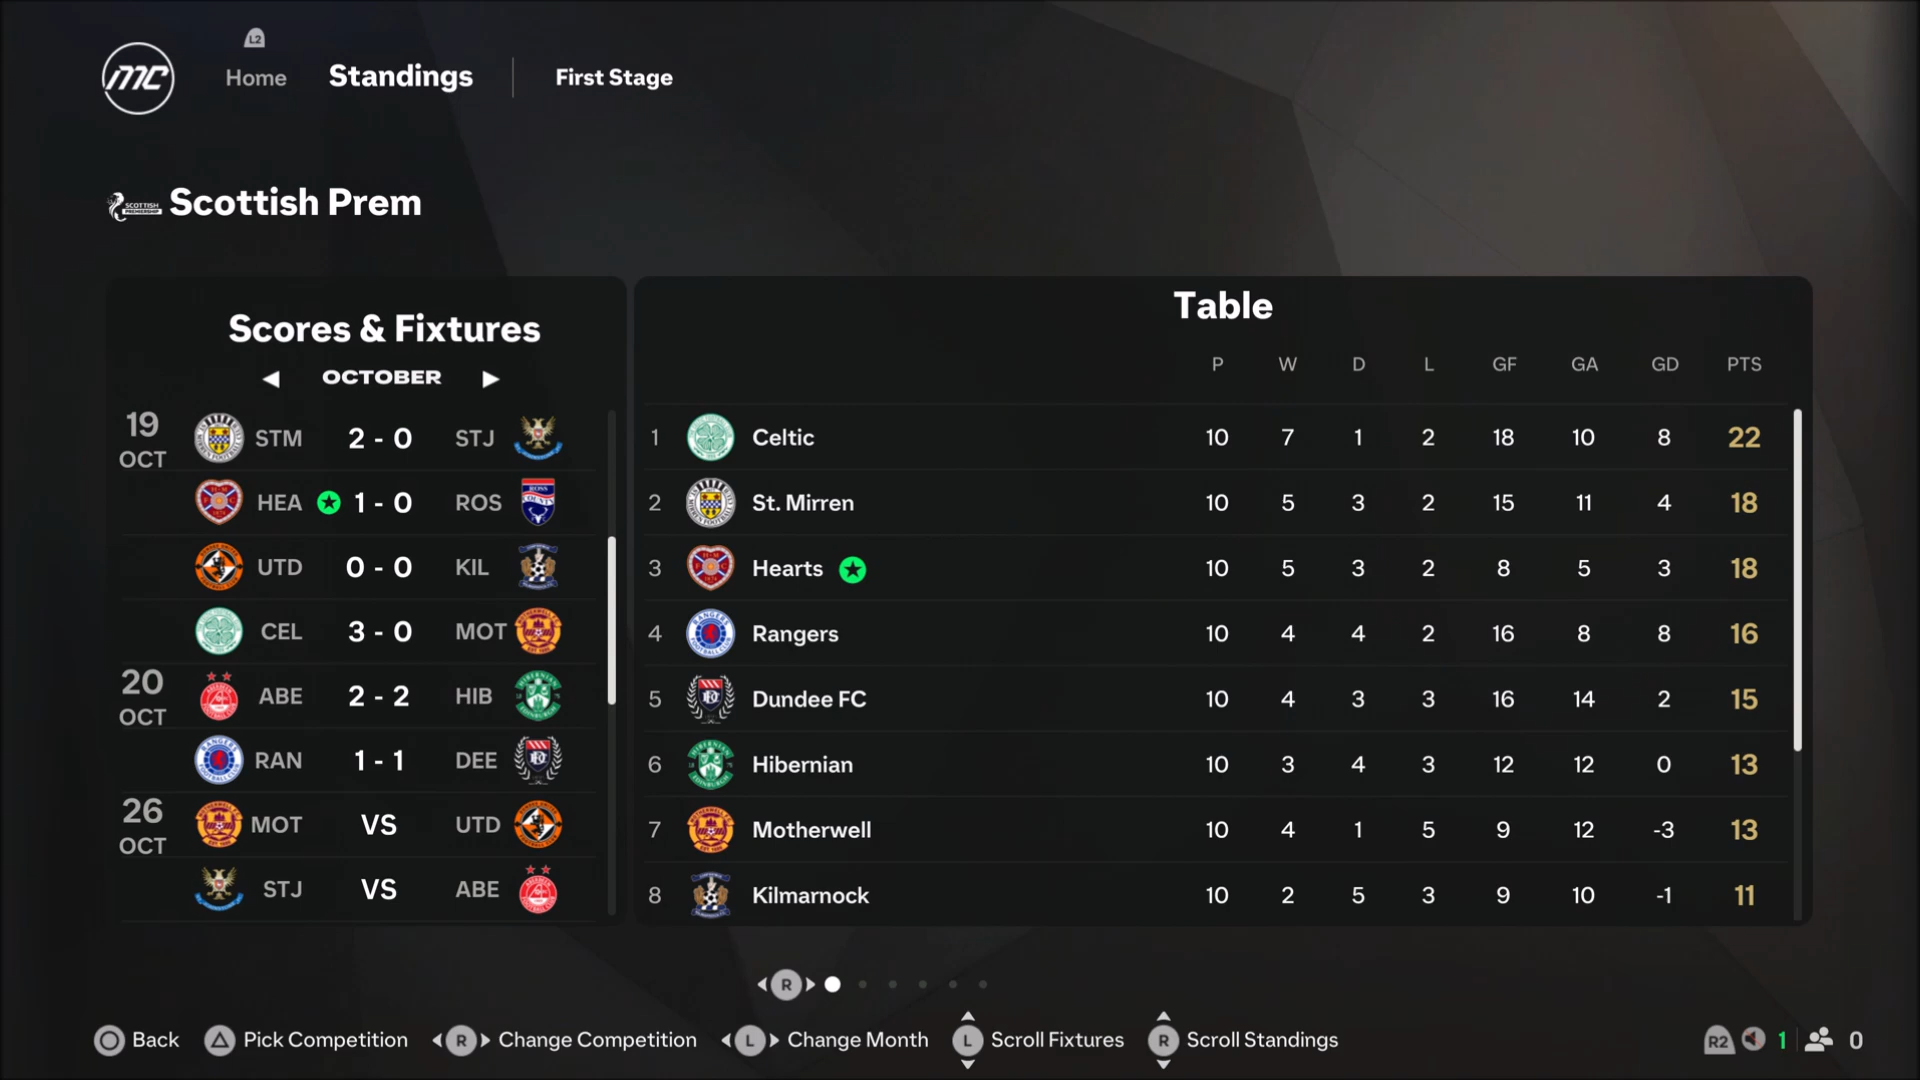 L2
MC Home Standings First Stage
SCOTTISH PREMIERSHIP Scottish Prem
Scores & Fixtures
OCTOBER
19 OCT STM 2 - 0 STJ
HEA 1 - 0 ROS
UTD 0 - 0 KIL
CEL 3 - 0 MOT
20 OCT ABE 2 - 2 HIB
RAN 1 - 1 DEE
26 OCT MOT VS UTD
STJ VS ABE
Table
P W D L GF GA GD PTS
1 Celtic 10 7 1 2 18 10 8 22
2 St. Mirren 10 5 3 2 15 11 4 18
3 Hearts 10 5 3 2 8 5 3 18
4 Rangers 10 4 4 2 16 8 8 16
5 Dundee FC 10 4 3 3 16 14 2 15
6 Hibernian 10 3 4 3 12 12 0 13
7 Motherwell 10 4 1 5 9 12 -3 13
8 Kilmarnock 10 2 5 3 9 10 -1 11
R
Back Pick Competition R Change Competition L Change Month L Scroll Fixtures R Scroll Standings R2 1 0